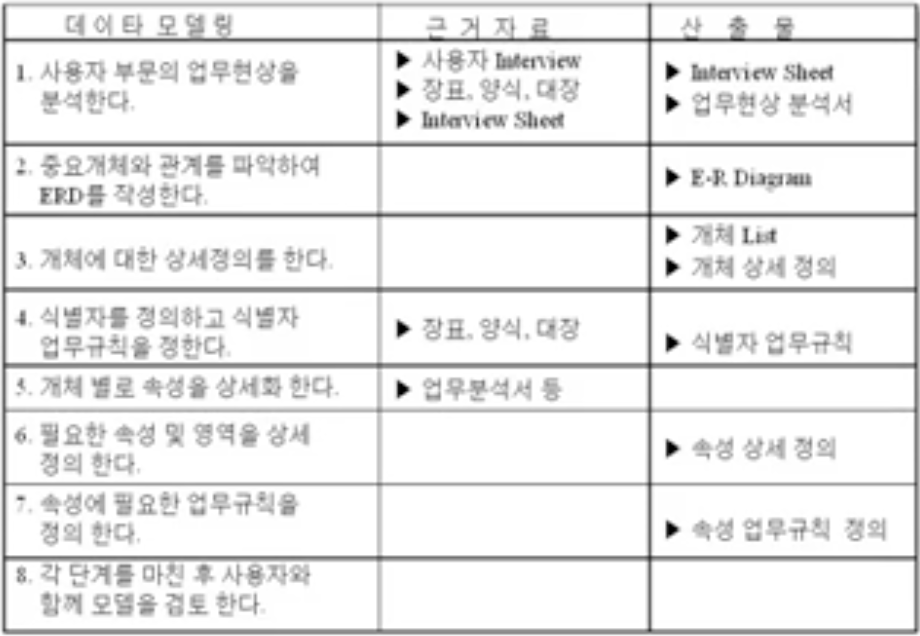 데이타 모델링
근거자료
산 출 물
1. 사용자 부문의 업무현상을
분석한다.
▶ 사용자 Interview
▶ 장표, 양식, 대장
▶ Interview Sheet
▶ Interview Sheet
▶ 업무현상 분석서
2. 중요개체와 관계를 파악하여
ERD를 작성한다.
▶ E-R Diagram
3. 개체에 대한 상세정의를 한다.
▶ 개체 List
▶ 개체 상세 정의
4. 식별자를 정의하고 식별자
업무규칙을 정한다.
▶ 장표, 양식, 대장
▶ 식별자 업무규칙
5. 개체 별로 속성을 상세화 한다.
▶ 업무분석서 등
6. 필요한 속성 및 영역을 상세
정의 한다.
▶ 속성 상세 정의
7. 속성에 필요한 업무규칙을
정의 한다.
▶ 속성 업무규칙 정의
8. 각 단계를 마친 후 사용자와
함께 모델을 검토 한다.